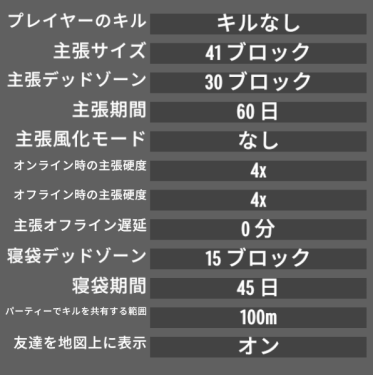 プレイヤーのキル キルなし
主張サイズ 41 ブロック
主張デッドゾーン 30 ブロック
主張期間 60 日
主張風化モード なし
オンライン時の主張硬度 4x
オフライン時の主張硬度 4x
主張オフライン遅延 0 分
寝袋デッドゾーン 15 ブロック
寝袋期間 45 日
パーティーでキルを共有する範囲 100m
友達を地図上に表示 オン